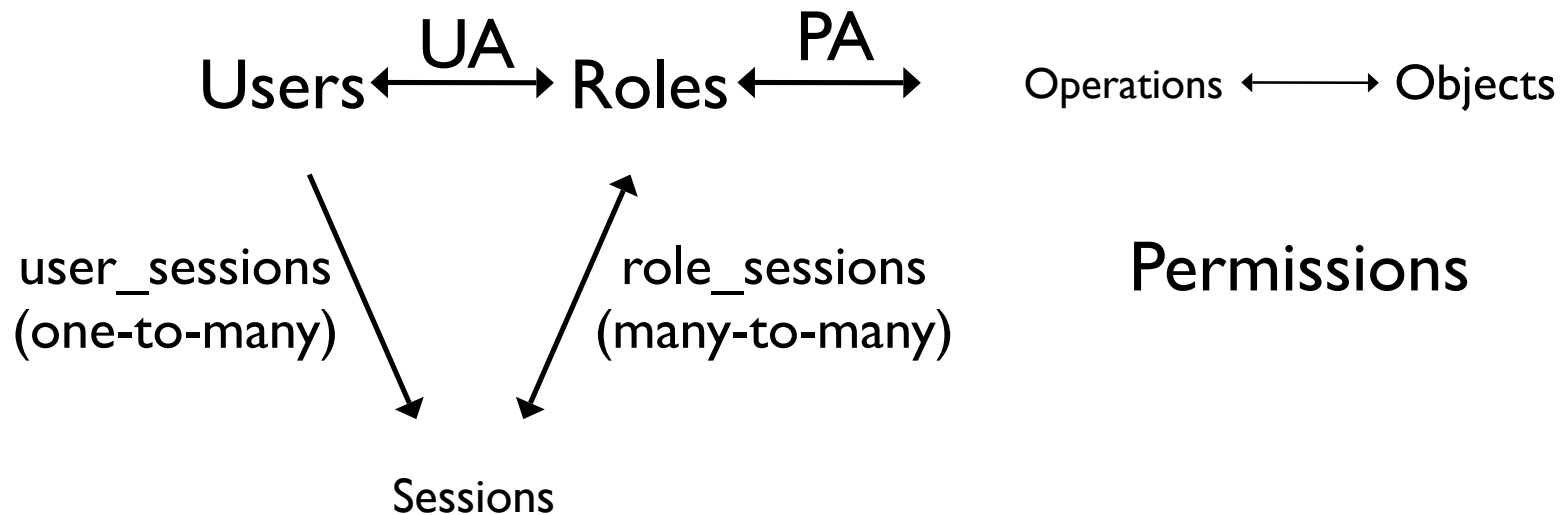 UA
PA
Users
Roles
Operations
Objects
user_sessions
(one-to-many)
role_sessions
(many-to-many)
Permissions
Sessions